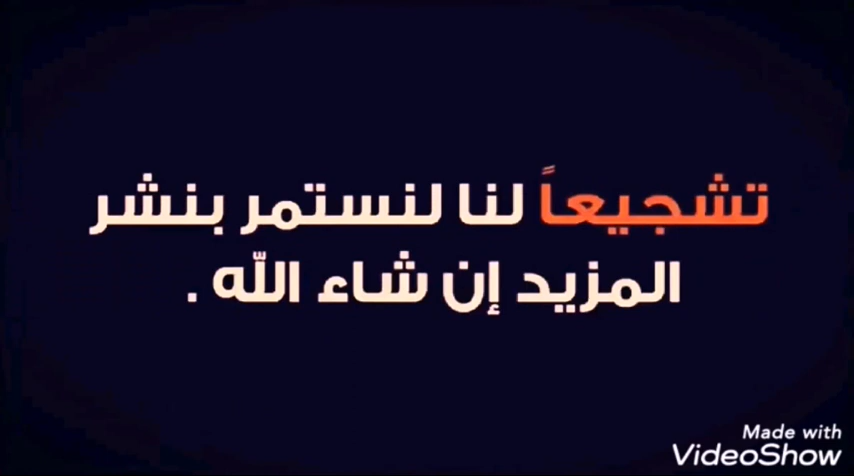 تشجيعاً لنا لنستمر بنشر
المزيد إن شاء الله .
Made with
VideoShow